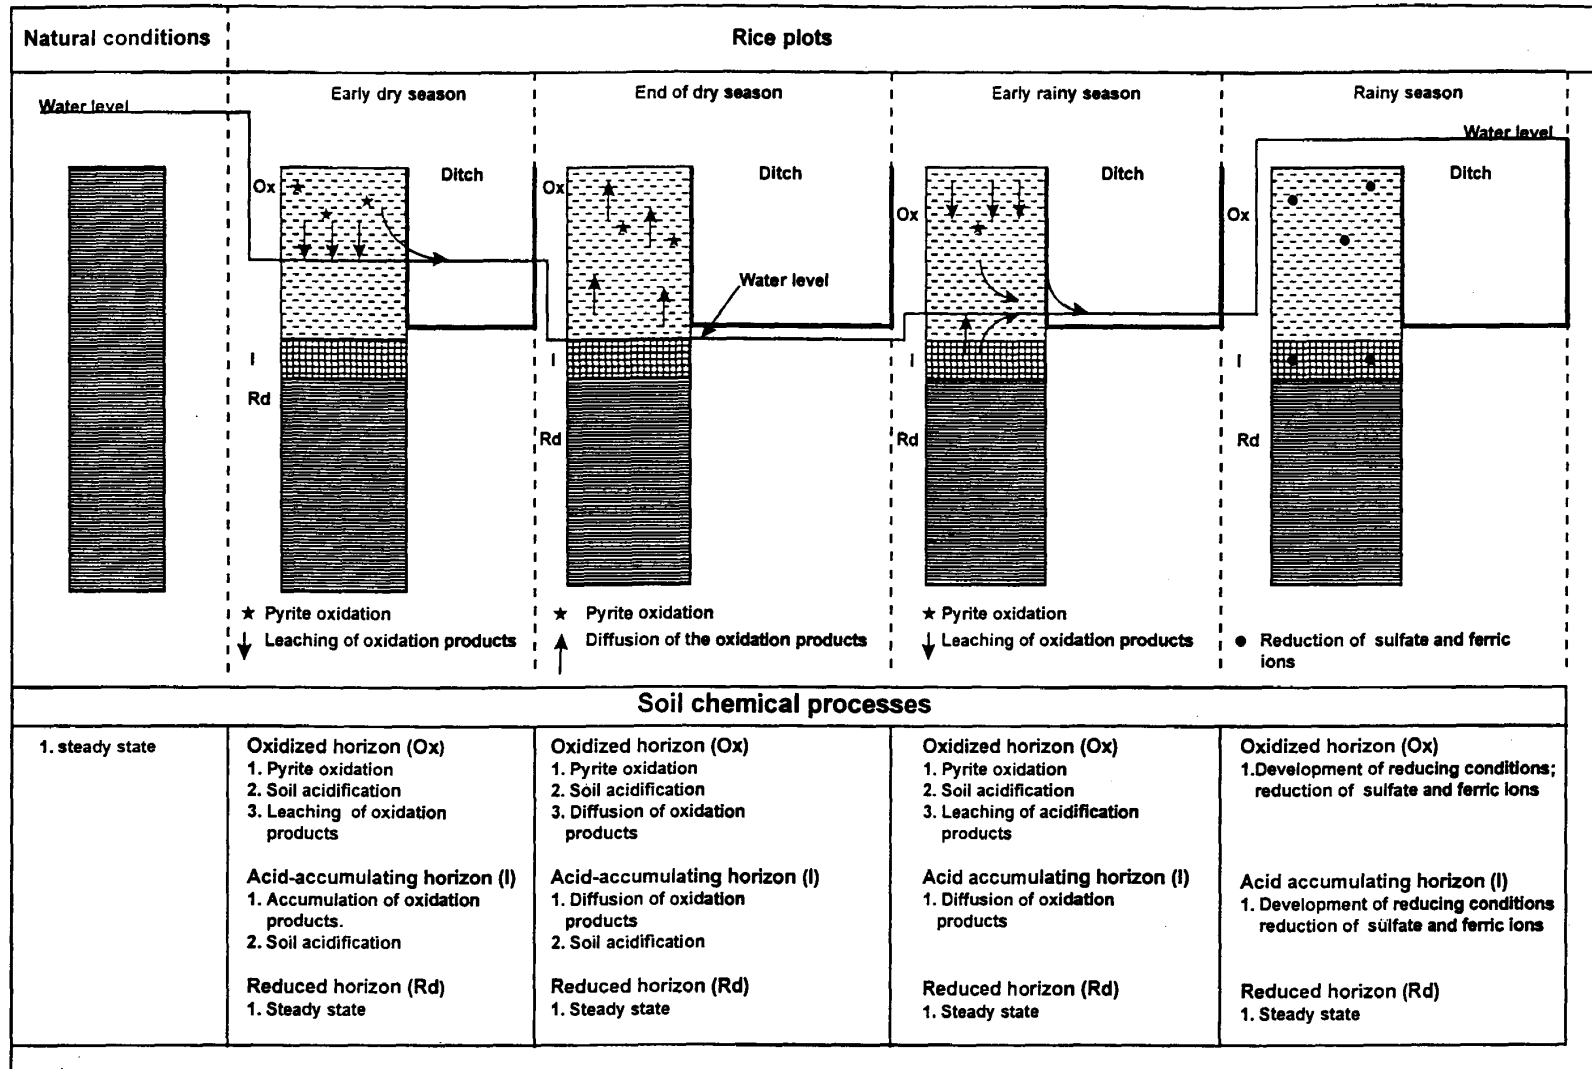 Natural conditions
Rice plots
Early dry season
End of dry season
Early rainy season
Rainy season
Water level
Water level
Ox
Ditch
Ox
Ditch
Ox
Ditch
Ox
Ditch
Water level
I
I
I
I
Rd
Rd
Rd
Rd
★ Pyrite oxidation
↓ Leaching of oxidation products
★ Pyrite oxidation
↑ Diffusion of the oxidation products
★ Pyrite oxidation
↓ Leaching of oxidation products
● Reduction of sulfate and ferric
ions
Soil chemical processes
1. steady state
Oxidized horizon (Ox)
1. Pyrite oxidation
2. Soil acidification
3. Leaching of oxidation
products
Acid-accumulating horizon (I)
1. Accumulation of oxidation
products.
2. Soil acidification
Reduced horizon (Rd)
1. Steady state
Oxidized horizon (Ox)
1. Pyrite oxidation
2. Soil acidification
3. Diffusion of oxidation
products
Acid-accumulating horizon (I)
1. Diffusion of oxidation
products
2. Soil acidification
Reduced horizon (Rd)
1. Steady state
Oxidized horizon (Ox)
1. Pyrite oxidation
2. Soil acidification
3. Leaching of acidification
products
Acid accumulating horizon (I)
1. Diffusion of oxidation
products
Reduced horizon (Rd)
1. Steady state
Oxidized horizon (Ox)
1.Development of reducing conditions;
reduction of sulfate and ferric ions
Acid accumulating horizon (I)
1. Development of reducing conditions
reduction of sulfate and ferric ions
Reduced horizon (Rd)
1. Steady state